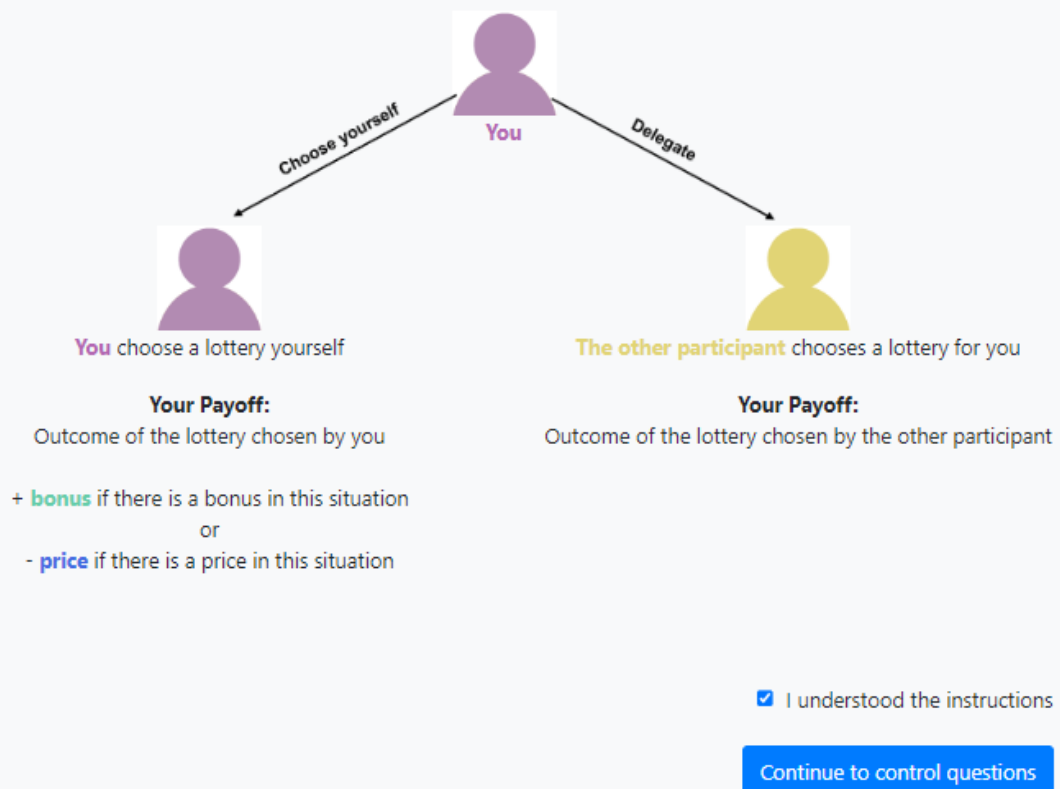 You
Choose yourself
Delegate
You choose a lottery yourself
The other participant chooses a lottery for you
Your Payoff:
Outcome of the lottery chosen by you
Your Payoff:
Outcome of the lottery chosen by the other participant
+ bonus if there is a bonus in this situation
or
- price if there is a price in this situation
I understood the instructions
Continue to control questions